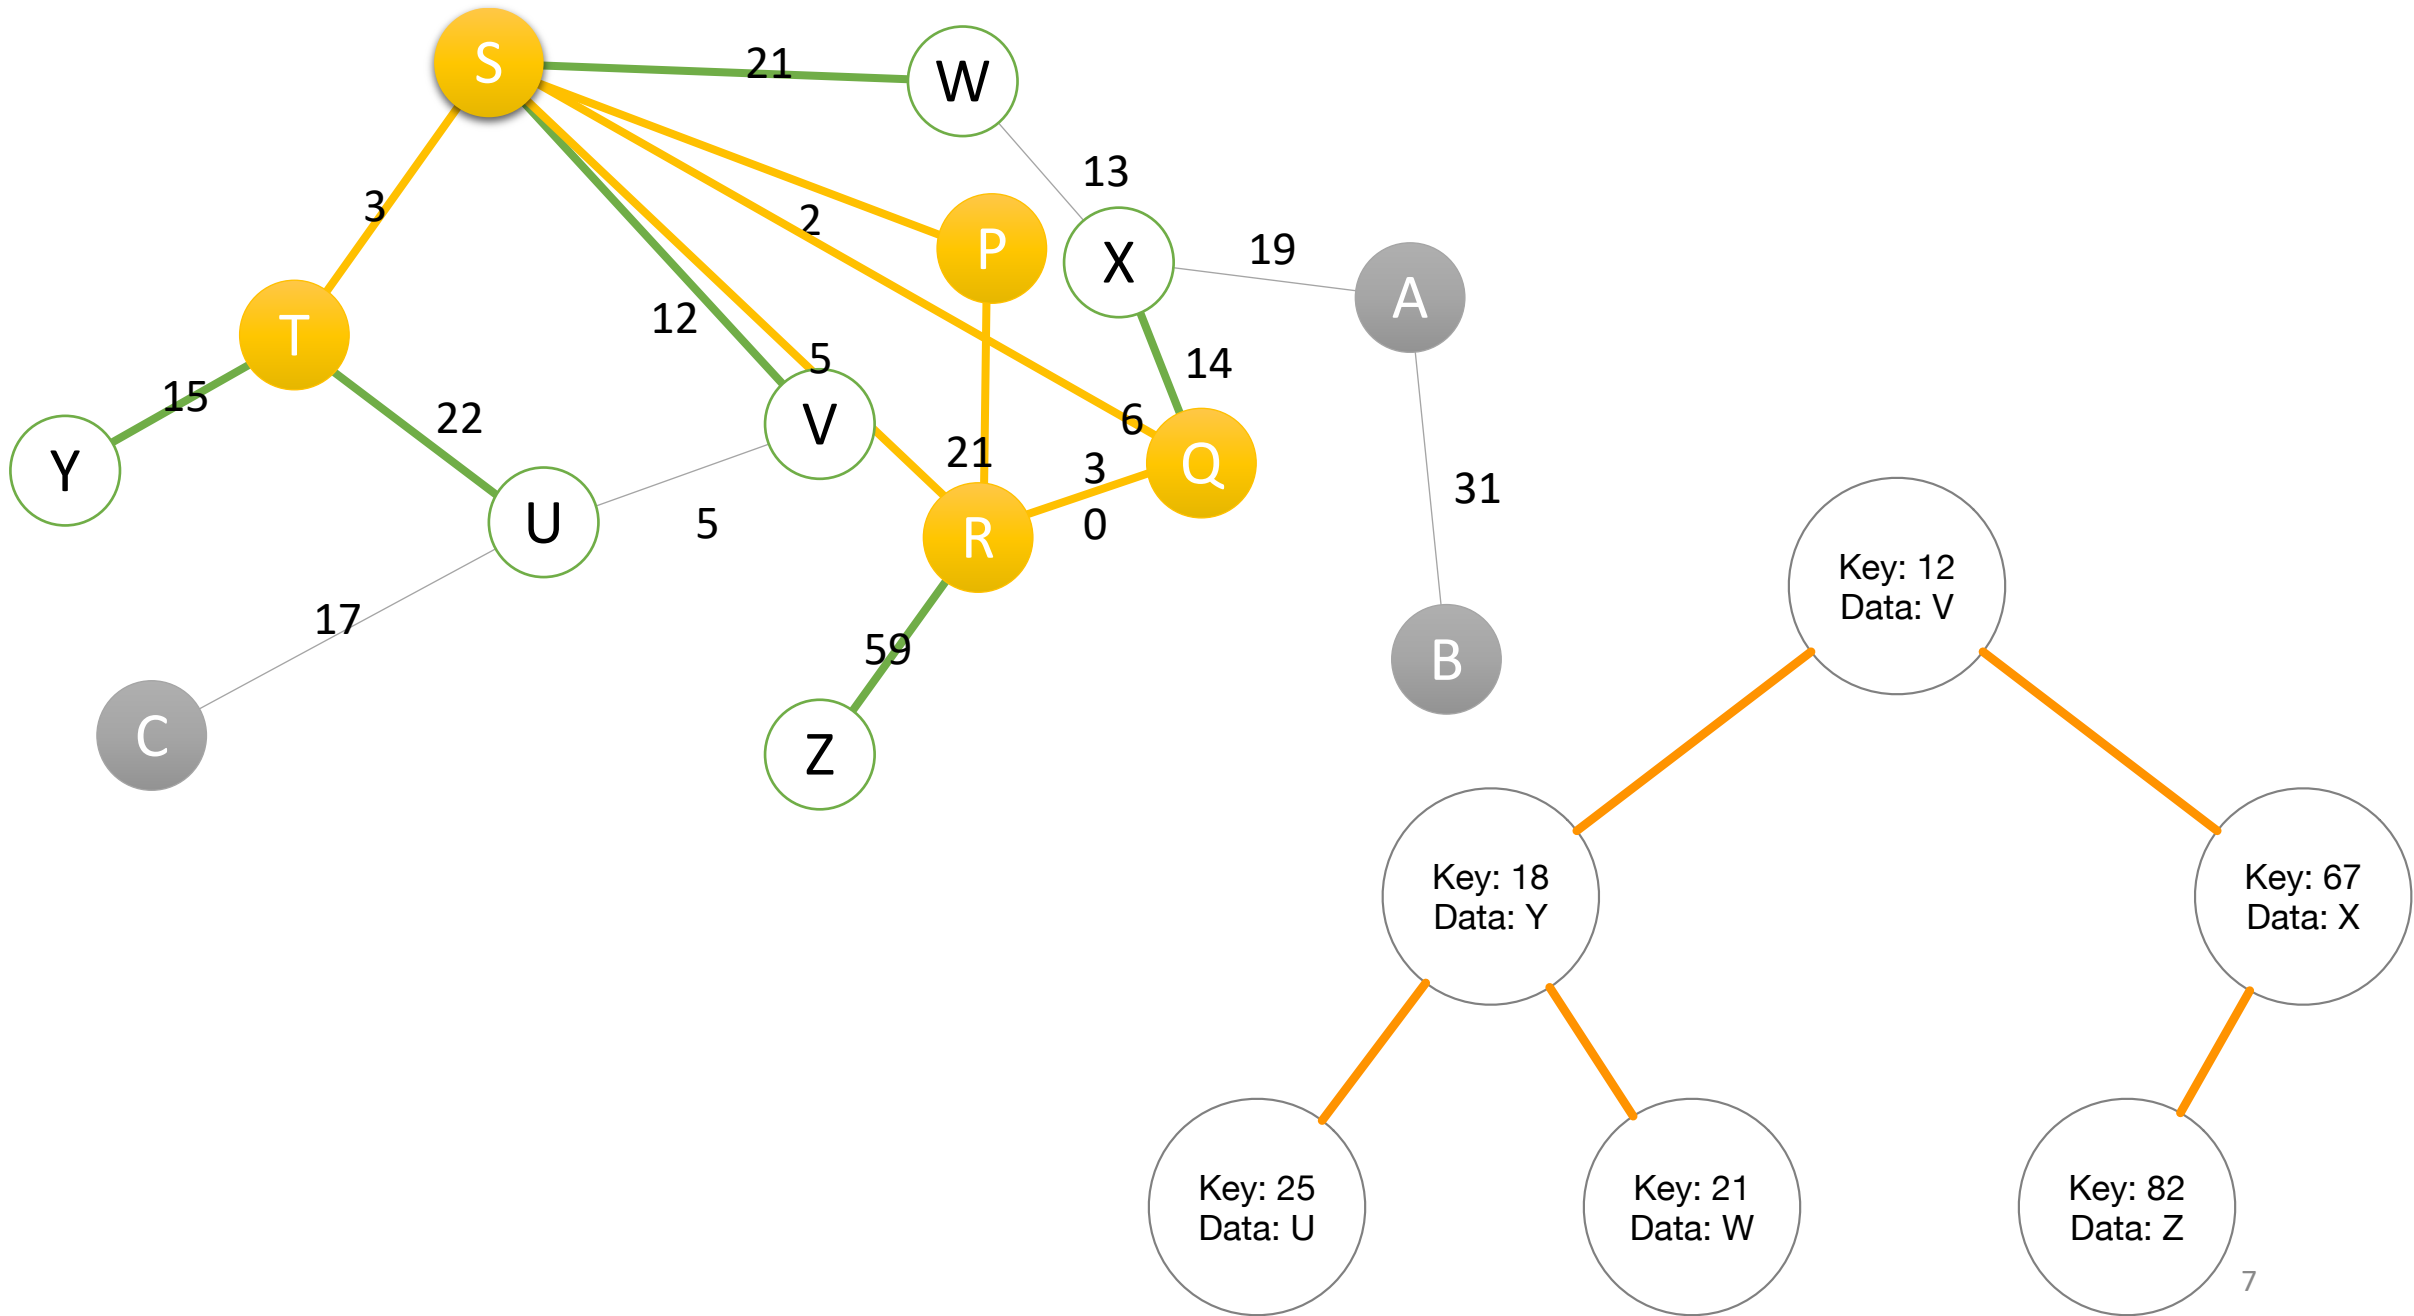 S
21
W
13
3
2
P
X
19
A
T
12
5
14
15
22
V
6
Y
21
3
0
Q
U
5
R
31
17
59
B
C
Z
Key: 12
Data: V
Key: 18
Data: Y
Key: 67
Data: X
Key: 25
Data: U
Key: 21
Data: W
Key: 82
Data: Z
7